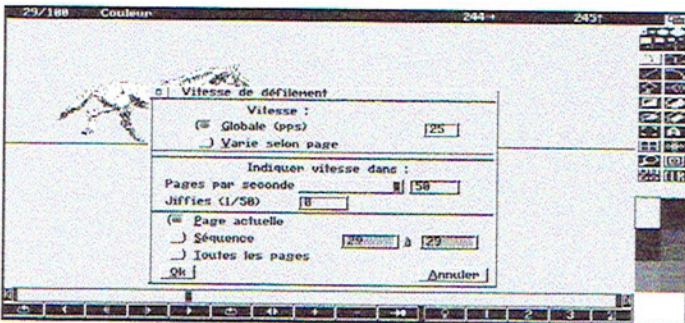 29/100 Couleur 244→ 245↑
Vitesse de défilement
Vitesse :
Globale (pps) 25
Varie selon page
Indiquer vitesse dans :
Pages par seconde 50
Jiffies (1/50) 0
Page actuelle
Séquence 29 à 29
Toutes les pages
Ok Annuler